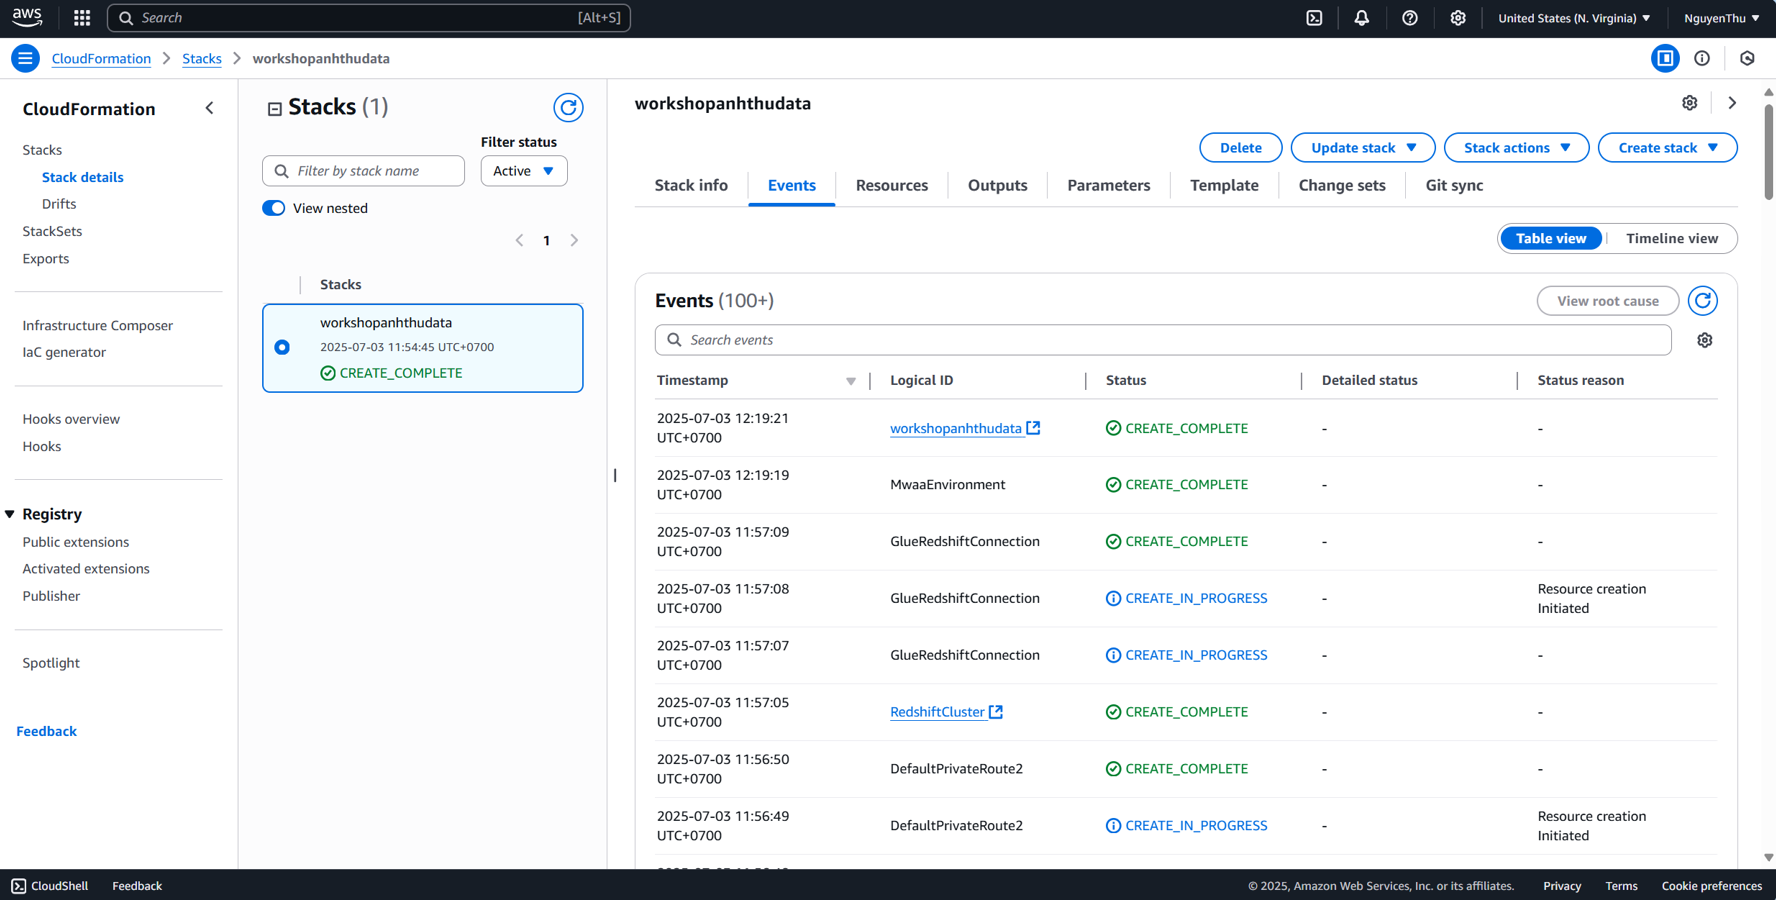 aws
Search
[Alt+S]
United States (N. Virginia)
NguyenThu
CloudFormation
Stacks
workshopanhthudata
CloudFormation
Stacks
Stack details
Drifts
StackSets
Exports
Infrastructure Composer
IaC generator
Hooks overview
Hooks
Registry
Public extensions
Activated extensions
Publisher
Spotlight
Feedback
Stacks (1)
Filter status
Filter by stack name
Active
View nested
1
Stacks
workshopanhthudata
2025-07-03 11:54:45 UTC+0700
CREATE_COMPLETE
workshopanhthudata
Delete
Update stack
Stack actions
Create stack
Stack info
Events
Resources
Outputs
Parameters
Template
Change sets
Git sync
Table view
Timeline view
Events (100+)
View root cause
Search events
Timestamp
Logical ID
Status
Detailed status
Status reason
2025-07-03 12:19:21
UTC+0700
workshopanhthudata
CREATE_COMPLETE
-
-
2025-07-03 12:19:19
UTC+0700
MwaaEnvironment
CREATE_COMPLETE
-
-
2025-07-03 11:57:09
UTC+0700
GlueRedshiftConnection
CREATE_COMPLETE
-
-
2025-07-03 11:57:08
UTC+0700
GlueRedshiftConnection
CREATE_IN_PROGRESS
-
Resource creation
Initiated
2025-07-03 11:57:07
UTC+0700
GlueRedshiftConnection
CREATE_IN_PROGRESS
-
-
2025-07-03 11:57:05
UTC+0700
RedshiftCluster
CREATE_COMPLETE
-
-
2025-07-03 11:56:50
UTC+0700
DefaultPrivateRoute2
CREATE_COMPLETE
-
-
2025-07-03 11:56:49
UTC+0700
DefaultPrivateRoute2
CREATE_IN_PROGRESS
-
Resource creation
Initiated
CloudShell
Feedback
© 2025, Amazon Web Services, Inc. or its affiliates.
Privacy
Terms
Cookie preferences